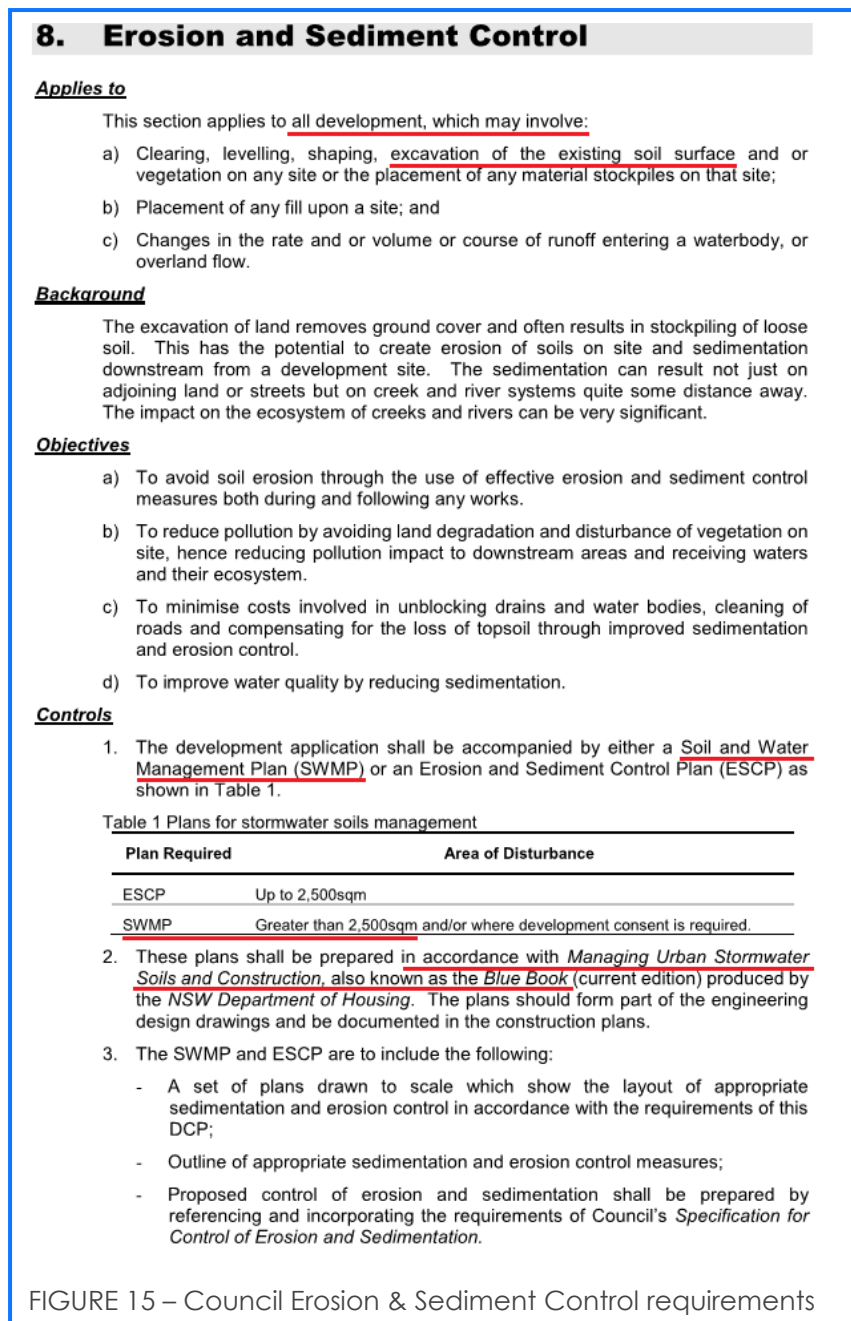 8. Erosion and Sediment Control
Applies to
This section applies to all development, which may involve:
a) Clearing, levelling, shaping, excavation of the existing soil surface and or
vegetation on any site or the placement of any material stockpiles on that site;
b) Placement of any fill upon a site; and
c) Changes in the rate and or volume or course of runoff entering a waterbody, or
overland flow.
Background
The excavation of land removes ground cover and often results in stockpiling of loose
soil. This has the potential to create erosion of soils on site and sedimentation
downstream from a development site. The sedimentation can result not just on
adjoining land or streets but on creek and river systems quite some distance away.
The impact on the ecosystem of creeks and rivers can be very significant.
Objectives
a) To avoid soil erosion through the use of effective erosion and sediment control
measures both during and following any works.
b) To reduce pollution by avoiding land degradation and disturbance of vegetation on
site, hence reducing pollution impact to downstream areas and receiving waters
and their ecosystem.
c) To minimise costs involved in unblocking drains and water bodies, cleaning of
roads and compensating for the loss of topsoil through improved sedimentation
and erosion control.
d) To improve water quality by reducing sedimentation.
Controls
1. The development application shall be accompanied by either a Soil and Water
Management Plan (SWMP) or an Erosion and Sediment Control Plan (ESCP) as
shown in Table 1.
Table 1 Plans for stormwater soils management
Plan Required Area of Disturbance
ESCP Up to 2,500sqm
SWMP Greater than 2,500sqm and/or where development consent is required.
2. These plans shall be prepared in accordance with Managing Urban Stormwater
Soils and Construction, also known as the Blue Book (current edition) produced by
the NSW Department of Housing. The plans should form part of the engineering
design drawings and be documented in the construction plans.
3. The SWMP and ESCP are to include the following:
- A set of plans drawn to scale which show the layout of appropriate
sedimentation and erosion control in accordance with the requirements of this
DCP;
- Outline of appropriate sedimentation and erosion control measures;
- Proposed control of erosion and sedimentation shall be prepared by
referencing and incorporating the requirements of Council's Specification for
Control of Erosion and Sedimentation.
FIGURE 15 – Council Erosion & Sediment Control requirements